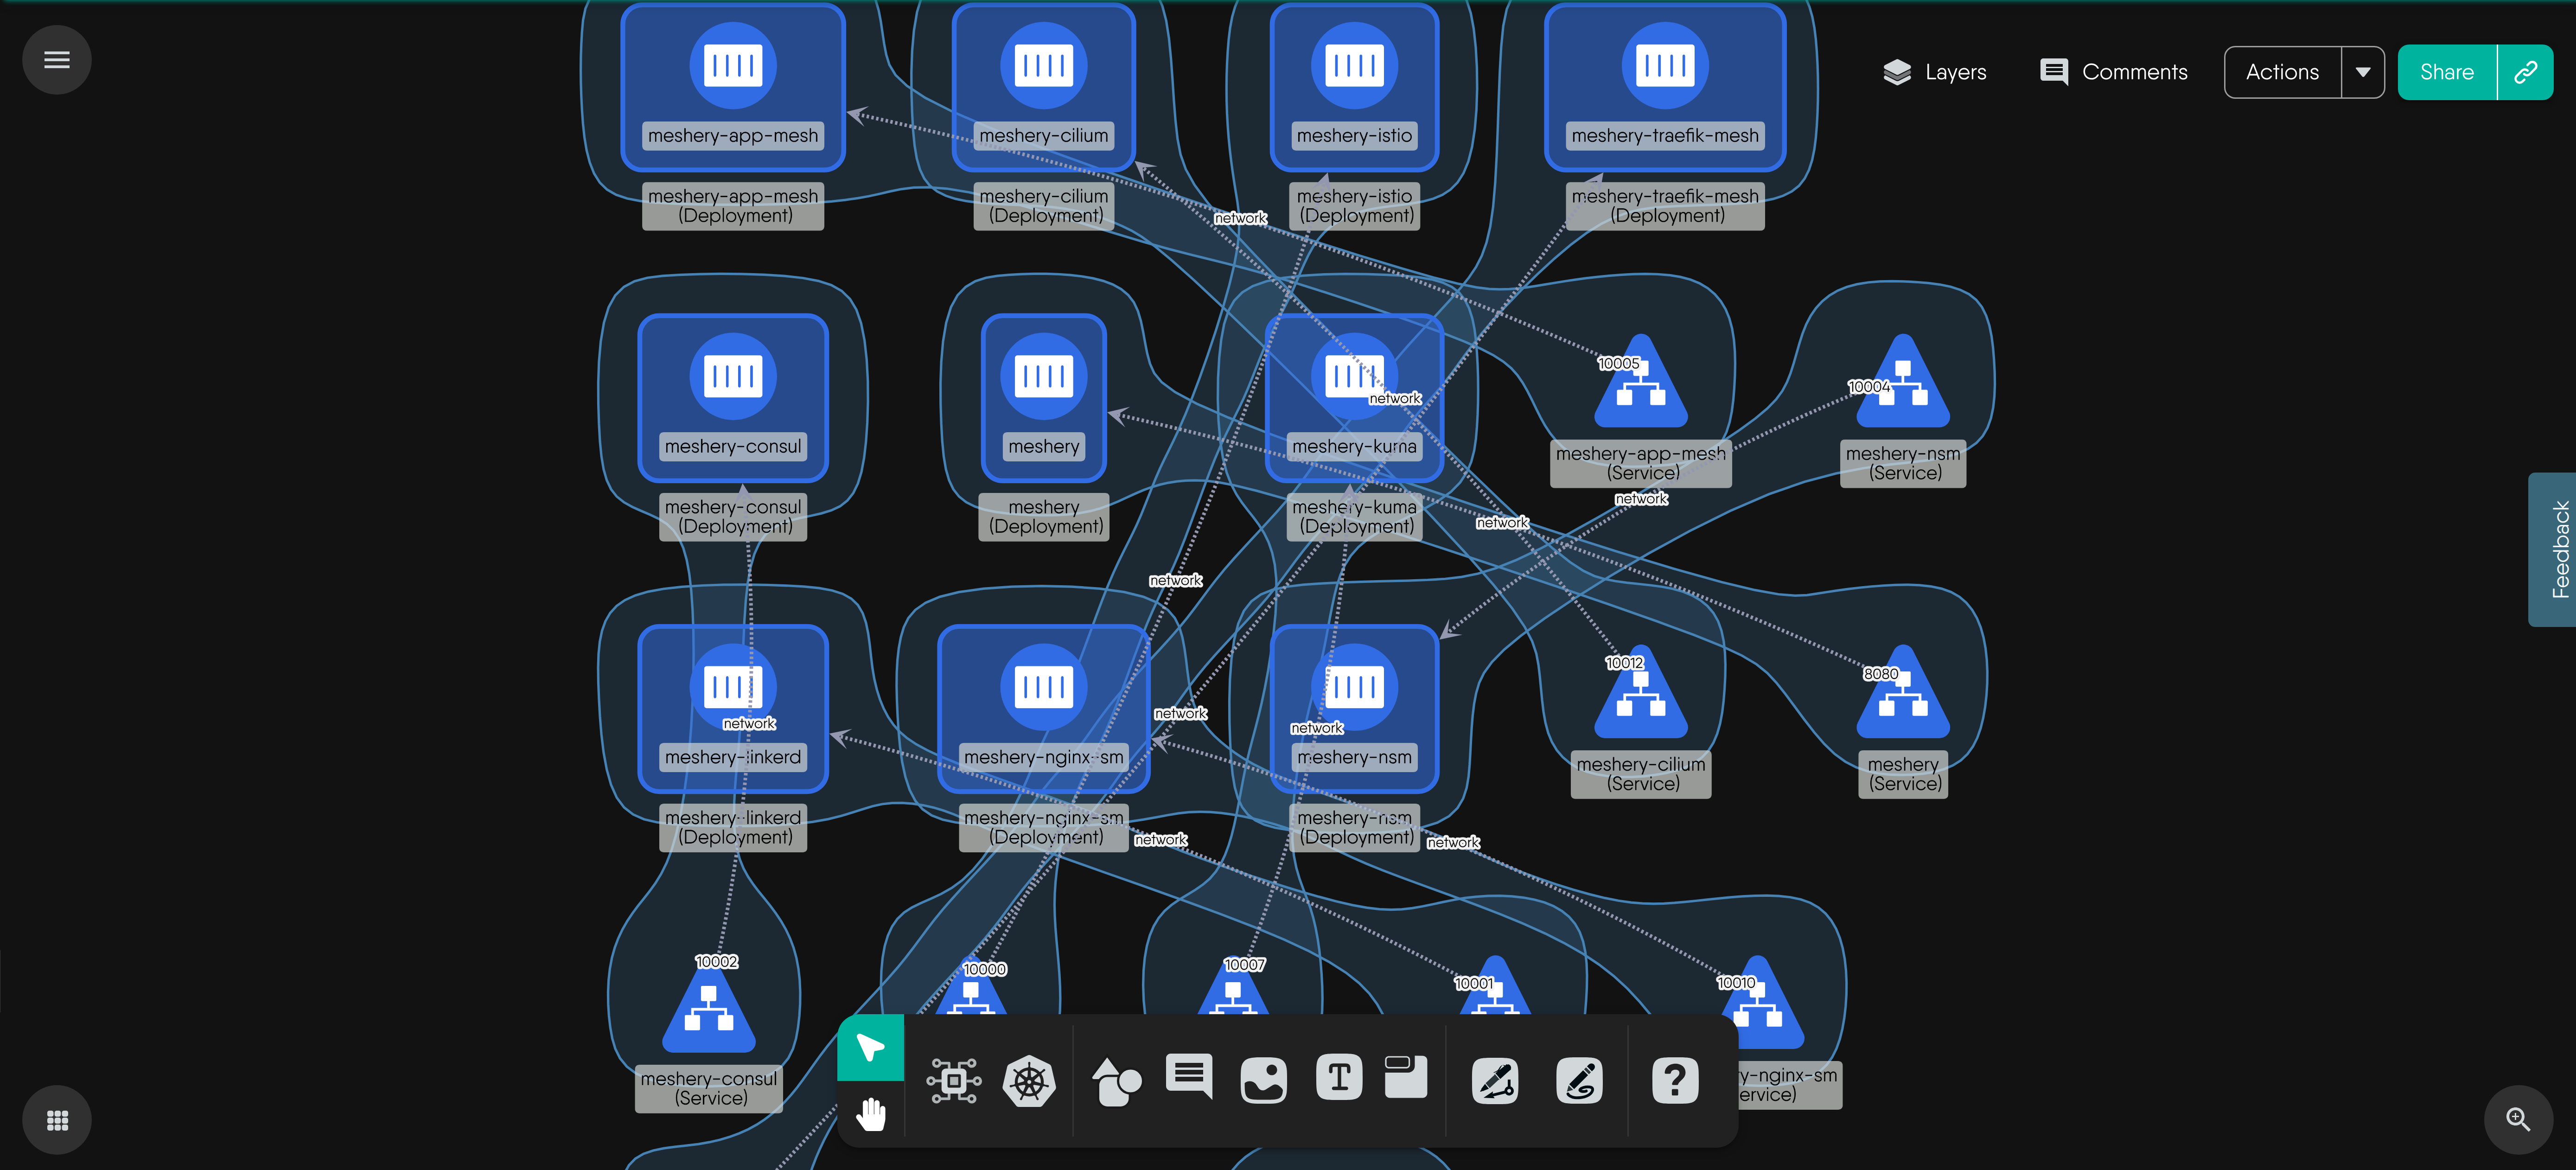 Layers
Comments
Actions
Share
meshery-app-mesh
meshery-cilium
meshery-istio
meshery-traefik-mesh
meshery-app-mesh
(Deployment)
meshery-cilium
(Deployment)
meshery-istio
(Deployment)
meshery-traefik-mesh
(Deployment)
network
10005
10004
network
meshery-consul
meshery
meshery-kuma
meshery-app-mesh
(Service)
meshery-nsm
(Service)
network
meshery-consul
(Deployment)
meshery
(Deployment)
meshery-kuma
(Deployment)
network
Feedback
network
10012
8080
network
network
network
meshery-linkerd
meshery-nginx-sm
meshery-nsm
meshery-cilium
(Service)
meshery
(Service)
meshery-linkerd
(Deployment)
meshery-nginx-sm
(Deployment)
meshery-nsm
(Deployment)
network
network
10002
10000
10007
10001
10010
meshery-consul
(Service)
y-nginx-sm
ervice)